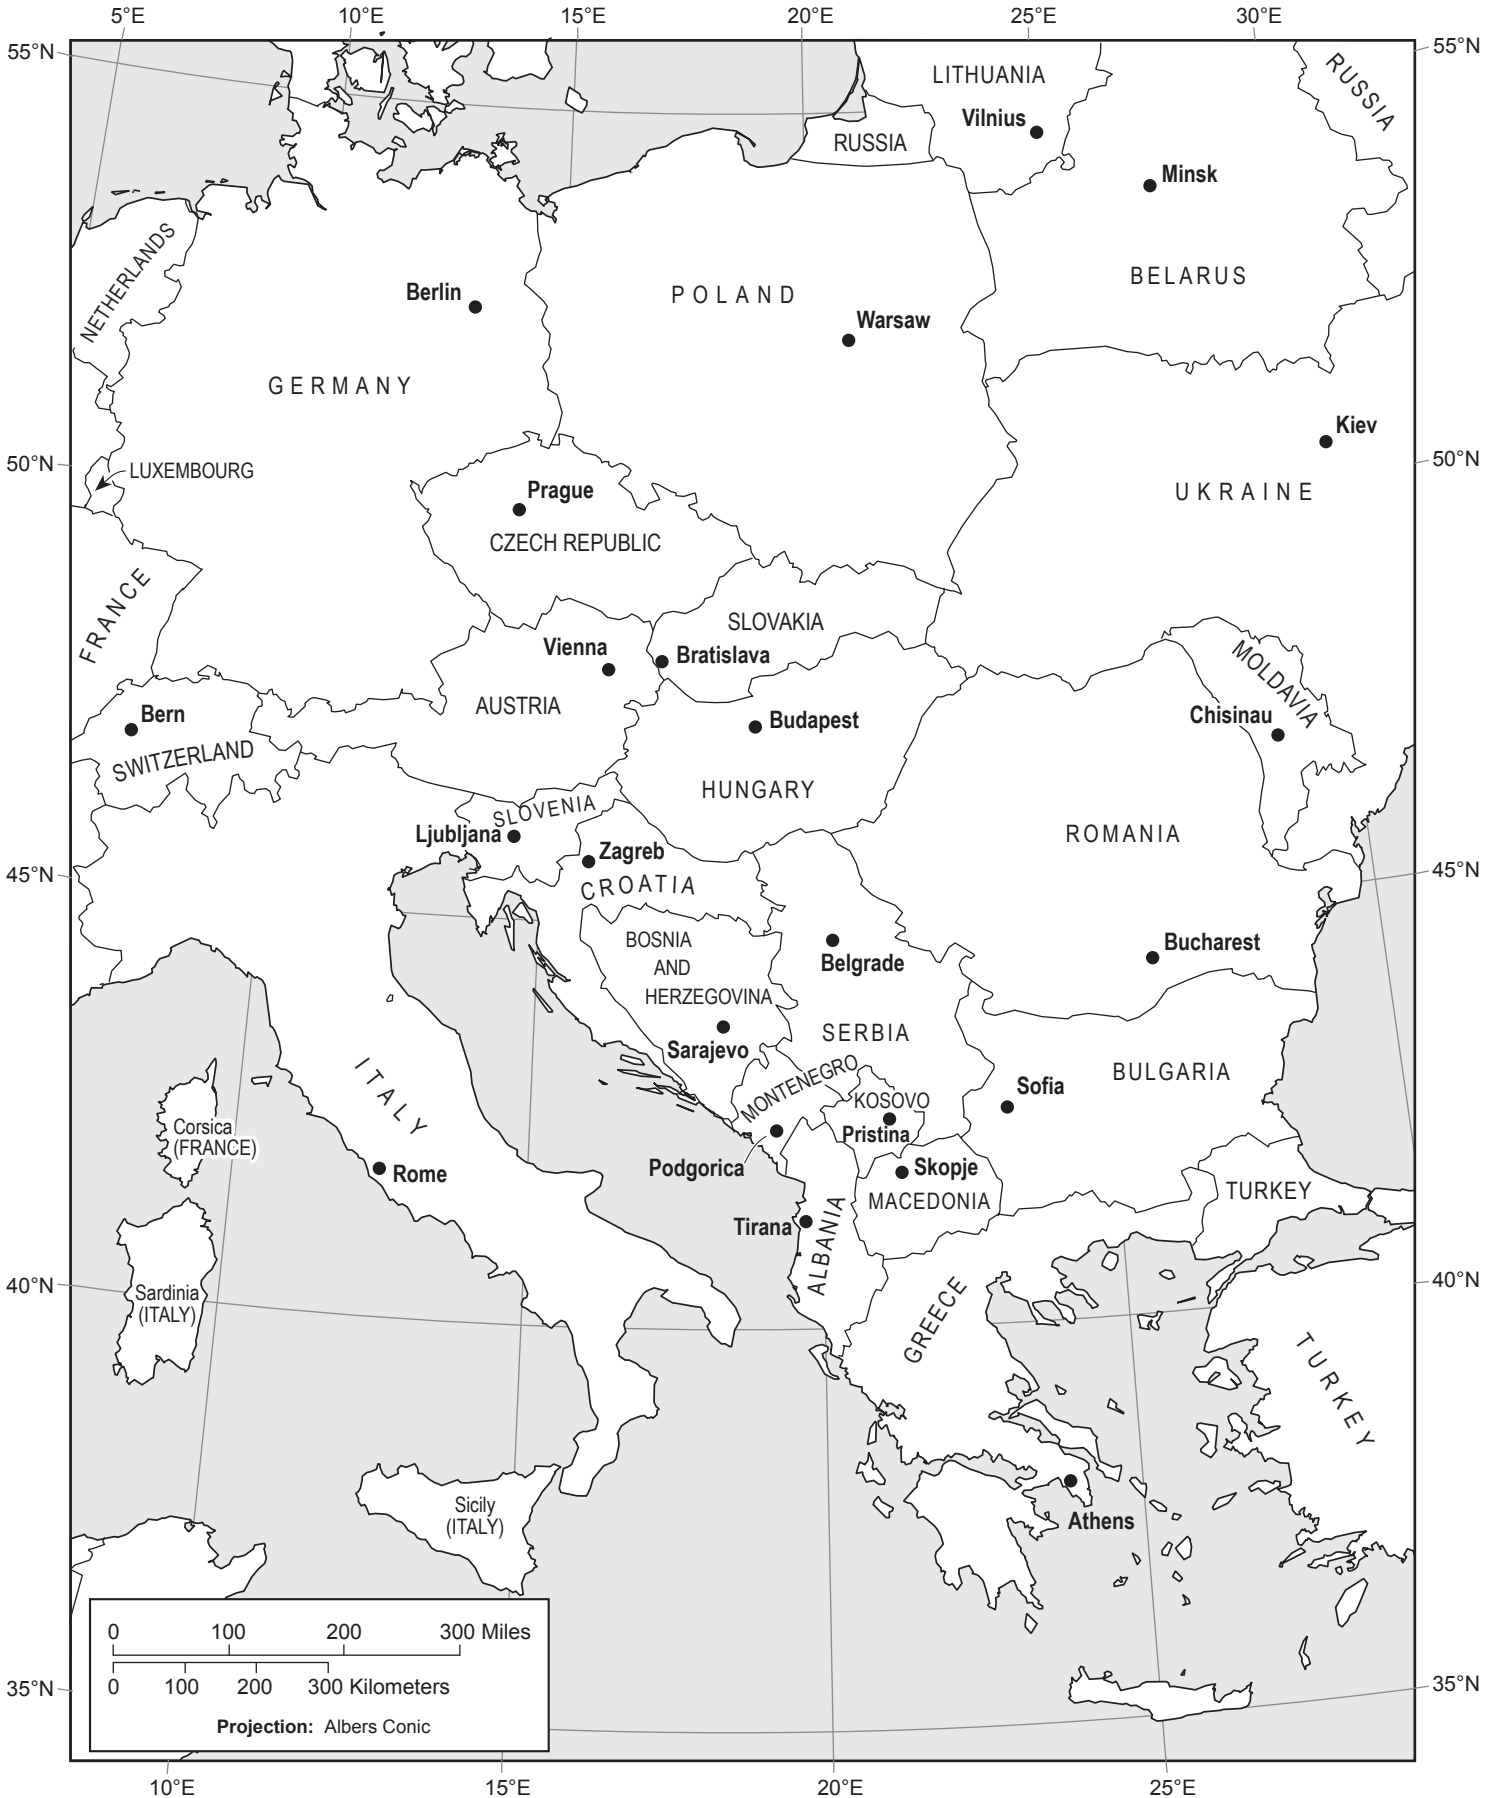 5°E 10°E 15°E 20°E 25°E 30°E
55°N
55°N
LITHUANIA
RUSSIA
Vilnius
RUSSIA
Minsk
NETHERLANDS
BELARUS
Berlin
POLAND
Warsaw
GERMANY
Kiev
50°N
50°N
LUXEMBOURG
Prague
UKRAINE
CZECH REPUBLIC
FRANCE
SLOVAKIA
Vienna
Bratislava
MOLDAVIA
AUSTRIA
Bern
Budapest
Chisinau
SWITZERLAND
HUNGARY
SLOVENIA
Ljubljana
ROMANIA
Zagreb
45°N
45°N
CROATIA
BOSNIA
AND
HERZEGOVINA
Belgrade
Bucharest
SERBIA
Sarajevo
ITALY
MONTENEGRO
BULGARIA
Sofia
KOSOVO
Corsica
(FRANCE)
Pristina
Podgorica
Rome
Skopje
MACEDONIA
TURKEY
Tirana
ALBANIA
40°N
40°N
Sardinia
(ITALY)
GREECE
TURKEY
Sicily
(ITALY)
Athens
0 100 200 300 Miles
0 100 200 300 Kilometers
Projection: Albers Conic
35°N
35°N
10°E 15°E 20°E 25°E